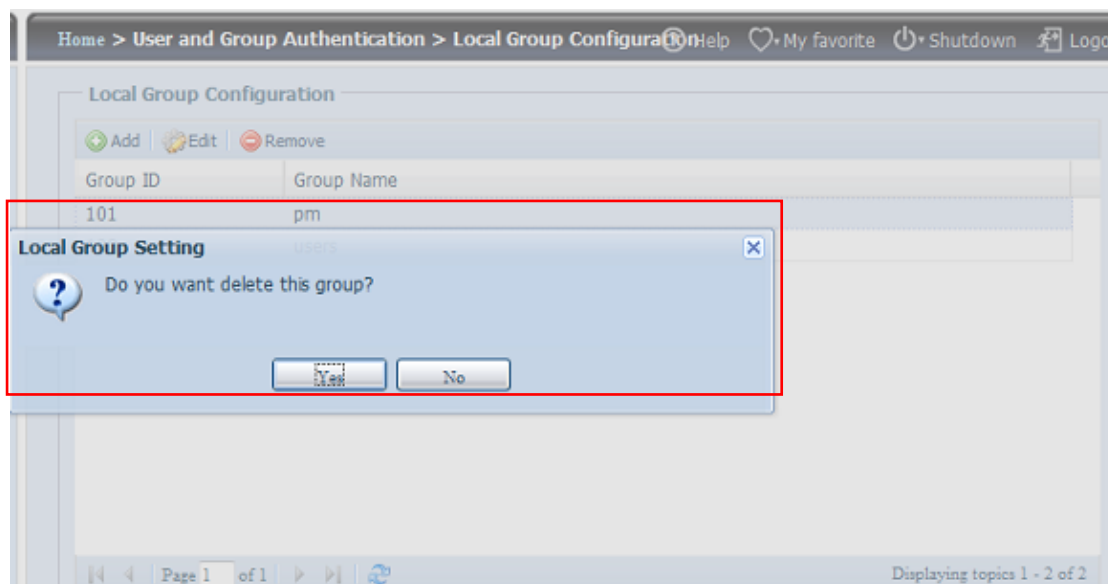 Home > User and Group Authentication > Local Group Configuration Help My favorite Shutdown Logo
Local Group Configuration
Add Edit Remove
Group ID Group Name
101 pm
Local Group Setting users
Do you want delete this group?
Yes No
Page 1 of 1 Displaying topics 1 - 2 of 2